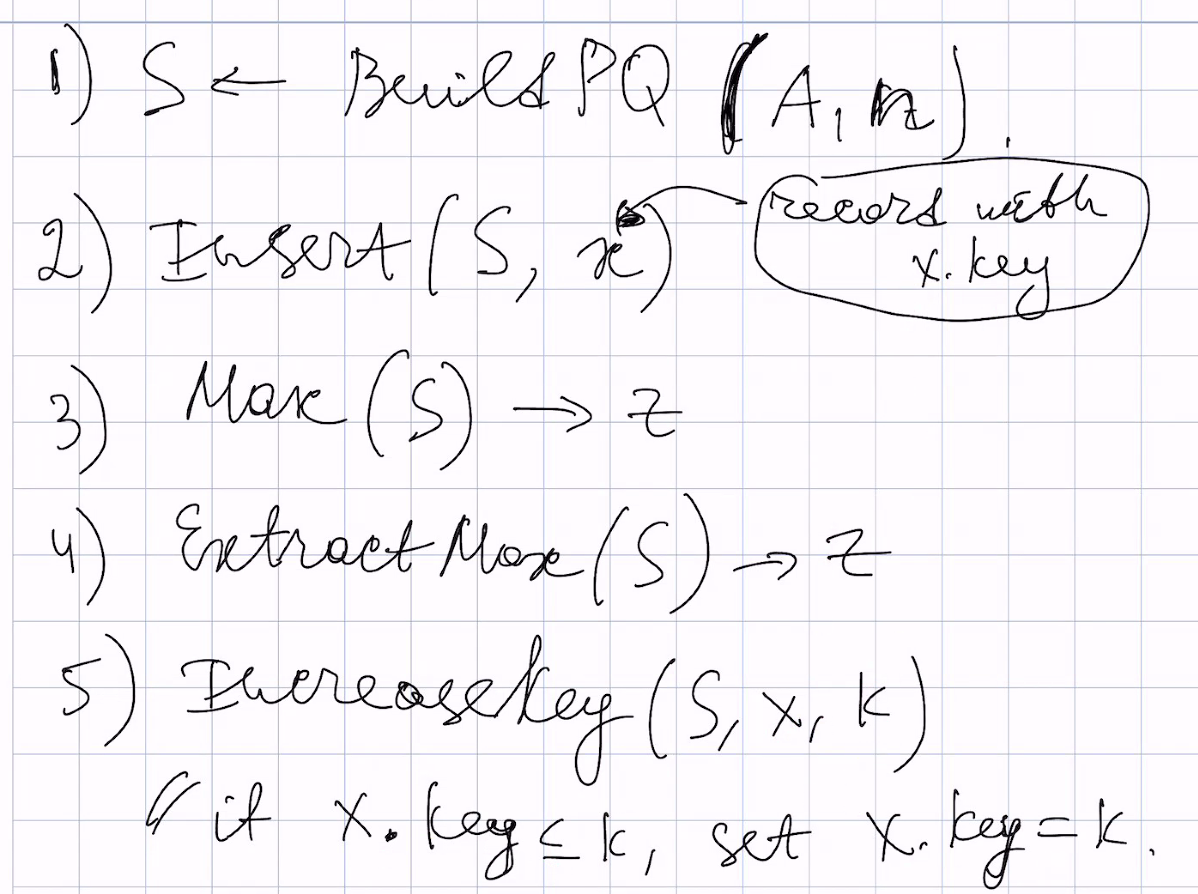 1) S ← BuildPQ (A, n).
2) Insert (S, x)
record with
x.key
3) Max (S) → z
4) ExtractMax (S) → z
5) IncreaseKey (S, x, k)
// if x.key ≤ k, set x.key = k.